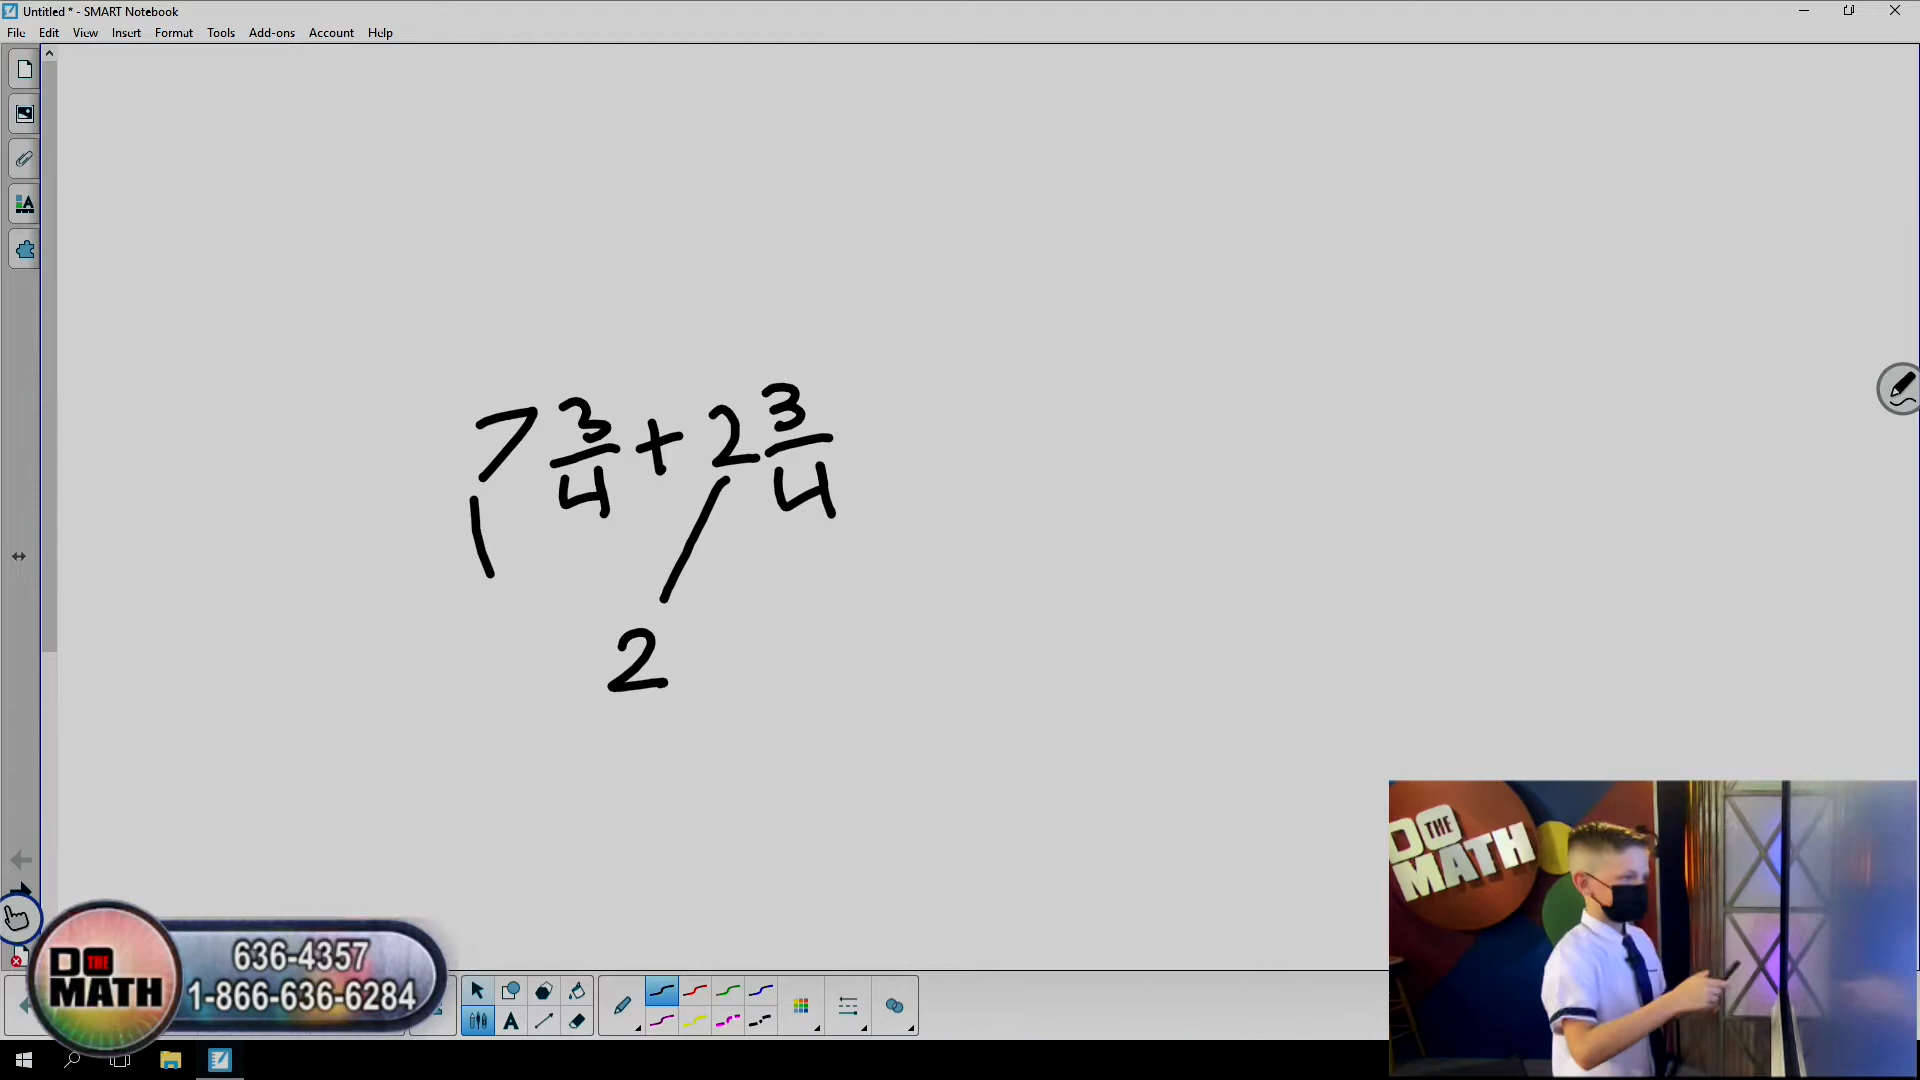 Untitled * - SMART Notebook
File Edit View Insert Format Tools Add-ons Account Help
7 3/4 + 2 3/4
2
DO THE MATH
636-4357
1-866-636-6284
DO THE MATH